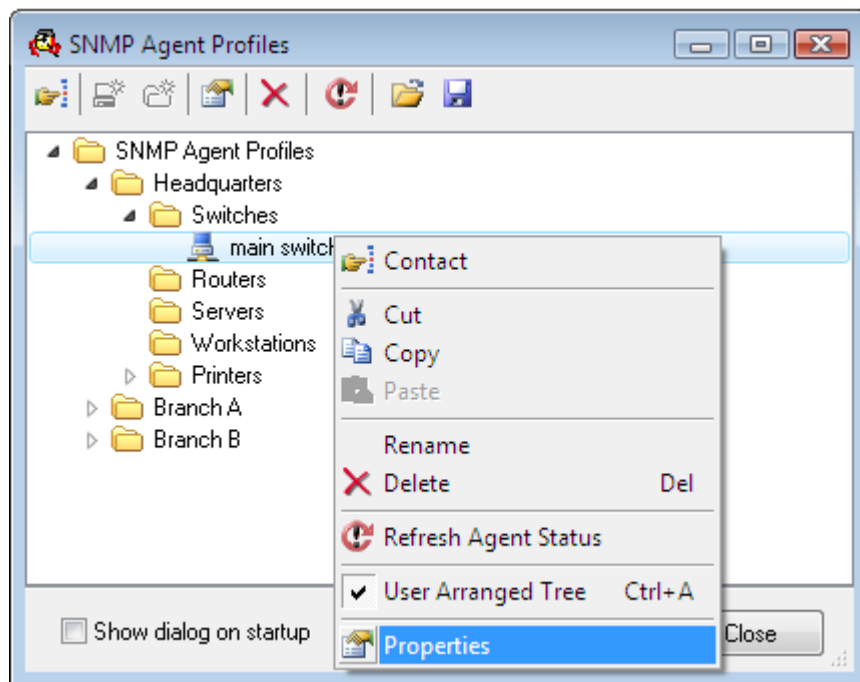 SNMP Agent Profiles
SNMP Agent Profiles
Headquarters
Switches
main switch
Contact
Routers
Servers
Cut
Workstations
Copy
Printers
Paste
Branch A
Branch B
Rename
Delete Del
Refresh Agent Status
User Arranged Tree Ctrl+A
Show dialog on startup
Properties
Close